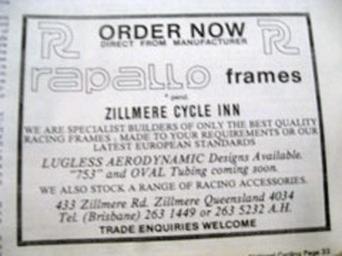 R ORDER NOW R
DIRECT FROM MANUFACTURER
rapallo frames
ZILLMERE CYCLE INN
WE ARE SPECIALIST BUILDERS OF ONLY THE BEST QUALITY
RACING FRAMES : MADE TO YOUR REQUIREMENTS OR OUR
LATEST EUROPEAN STANDARDS
LUGLESS AERODYNAMIC Designs Available.
"753" and OVAL Tubing coming soon.
WE ALSO STOCK A RANGE OF RACING ACCESSORIES.
433 Zillmere Rd. Zillmere Queensland 4034
Tel. (Brisbane) 263 1449 or 263 5232 A.H.
TRADE ENQUIRIES WELCOME
Page 33